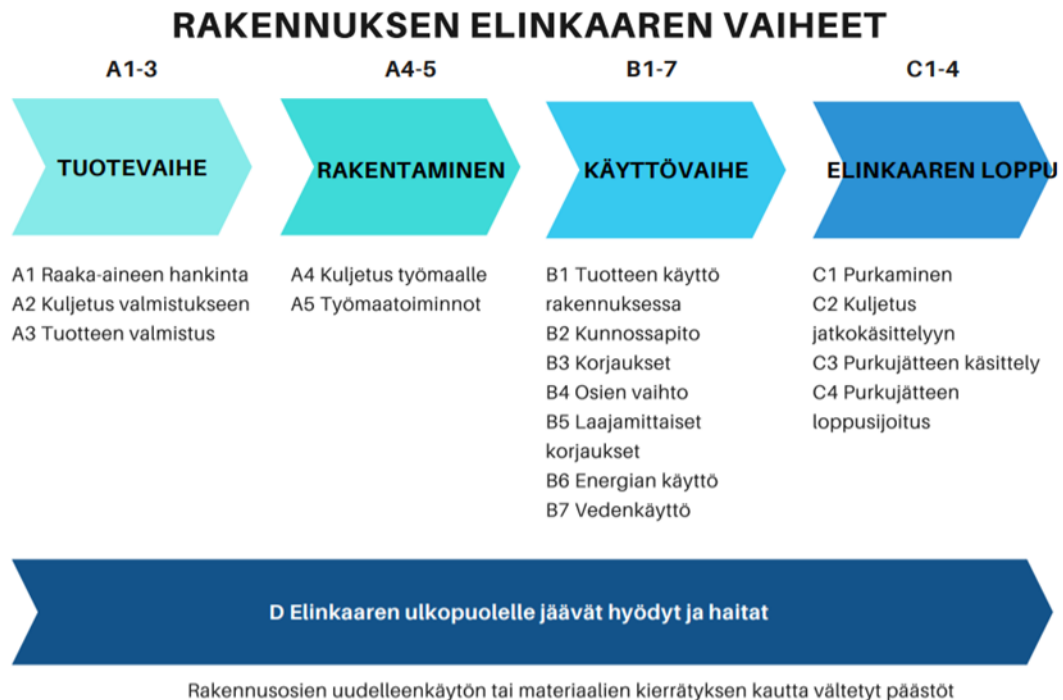 RAKENNUKSEN ELINKAAREN VAIHEET
A1-3
A4-5
B1-7
C1-4
TUOTEVAIHE
RAKENTAMINEN
KÄYTTÖVAIHE
ELINKAAREN LOPPU
A1 Raaka-aineen hankinta
A2 Kuljetus valmistukseen
A3 Tuotteen valmistus
A4 Kuljetus työmaalle
A5 Työmaatoiminnot
B1 Tuotteen käyttö
rakennuksessa
B2 Kunnossapito
B3 Korjaukset
B4 Osien vaihto
B5 Laajamittaiset
korjaukset
B6 Energian käyttö
B7 Vedenkäyttö
C1 Purkaminen
C2 Kuljetus
jatkokäsittelyyn
C3 Purkujätteen käsittely
C4 Purkujätteen
loppusijoitus
D Elinkaaren ulkopuolelle jäävät hyödyt ja haitat
Rakennusosien uudelleenkäytön tai materiaalien kierrätyksen kautta vältetyt päästöt